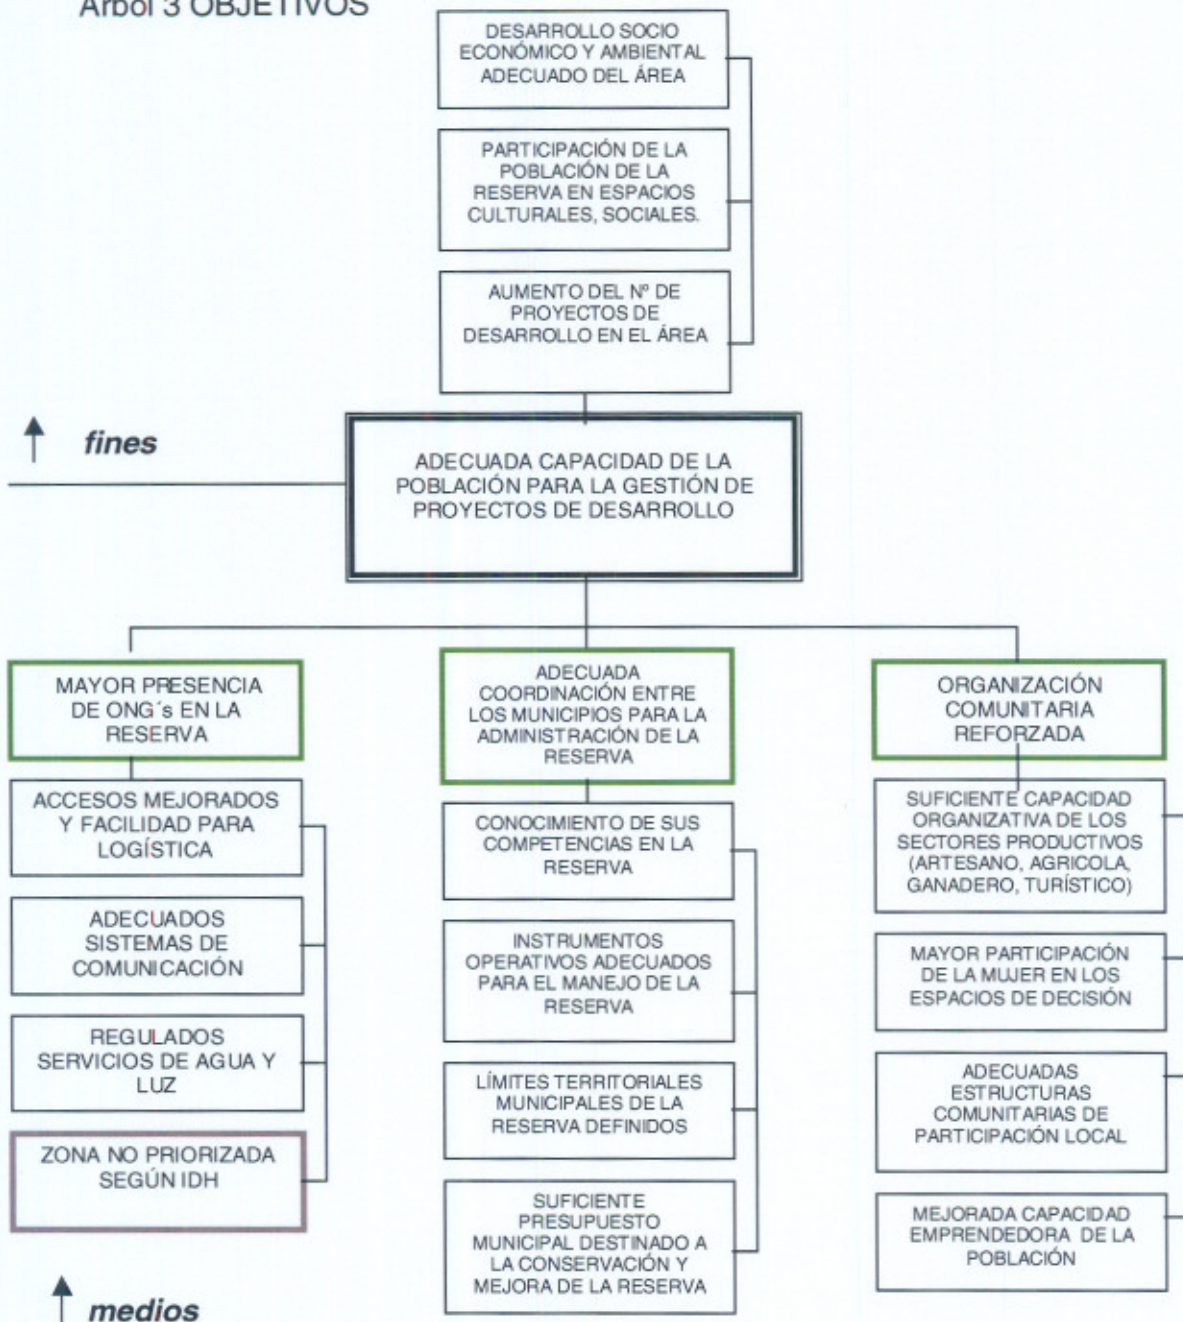 Árbol 3 OBJETIVOS
DESARROLLO SOCIO
ECONÓMICO Y AMBIENTAL
ADECUADO DEL ÁREA
PARTICIPACIÓN DE LA
POBLACIÓN DE LA
RESERVA EN ESPACIOS
CULTURALES, SOCIALES.
AUMENTO DEL Nº DE
PROYECTOS DE
DESARROLLO EN EL ÁREA
fines
ADECUADA CAPACIDAD DE LA
POBLACIÓN PARA LA GESTIÓN DE
PROYECTOS DE DESARROLLO
MAYOR PRESENCIA
DE ONG´s EN LA
RESERVA
ACCESOS MEJORADOS
Y FACILIDAD PARA
LOGÍSTICA
ADECUADOS
SISTEMAS DE
COMUNICACIÓN
REGULADOS
SERVICIOS DE AGUA Y
LUZ
ZONA NO PRIORIZADA
SEGÚN IDH
ADECUADA
COORDINACIÓN ENTRE
LOS MUNICIPIOS PARA LA
ADMINISTRACIÓN DE LA
RESERVA
CONOCIMIENTO DE SUS
COMPETENCIAS EN LA
RESERVA
INSTRUMENTOS
OPERATIVOS ADECUADOS
PARA EL MANEJO DE LA
RESERVA
LÍMITES TERRITORIALES
MUNICIPALES DE LA
RESERVA DEFINIDOS
SUFICIENTE
PRESUPUESTO
MUNICIPAL DESTINADO A
LA CONSERVACIÓN Y
MEJORA DE LA RESERVA
ORGANIZACIÓN
COMUNITARIA
REFORZADA
SUFICIENTE CAPACIDAD
ORGANIZATIVA DE LOS
SECTORES PRODUCTIVOS
(ARTESANO, AGRICOLA,
GANADERO, TURÍSTICO)
MAYOR PARTICIPACIÓN
DE LA MUJER EN LOS
ESPACIOS DE DECISIÓN
ADECUADAS
ESTRUCTURAS
COMUNITARIAS DE
PARTICIPACIÓN LOCAL
MEJORADA CAPACIDAD
EMPRENDEDORA DE LA
POBLACIÓN
medios